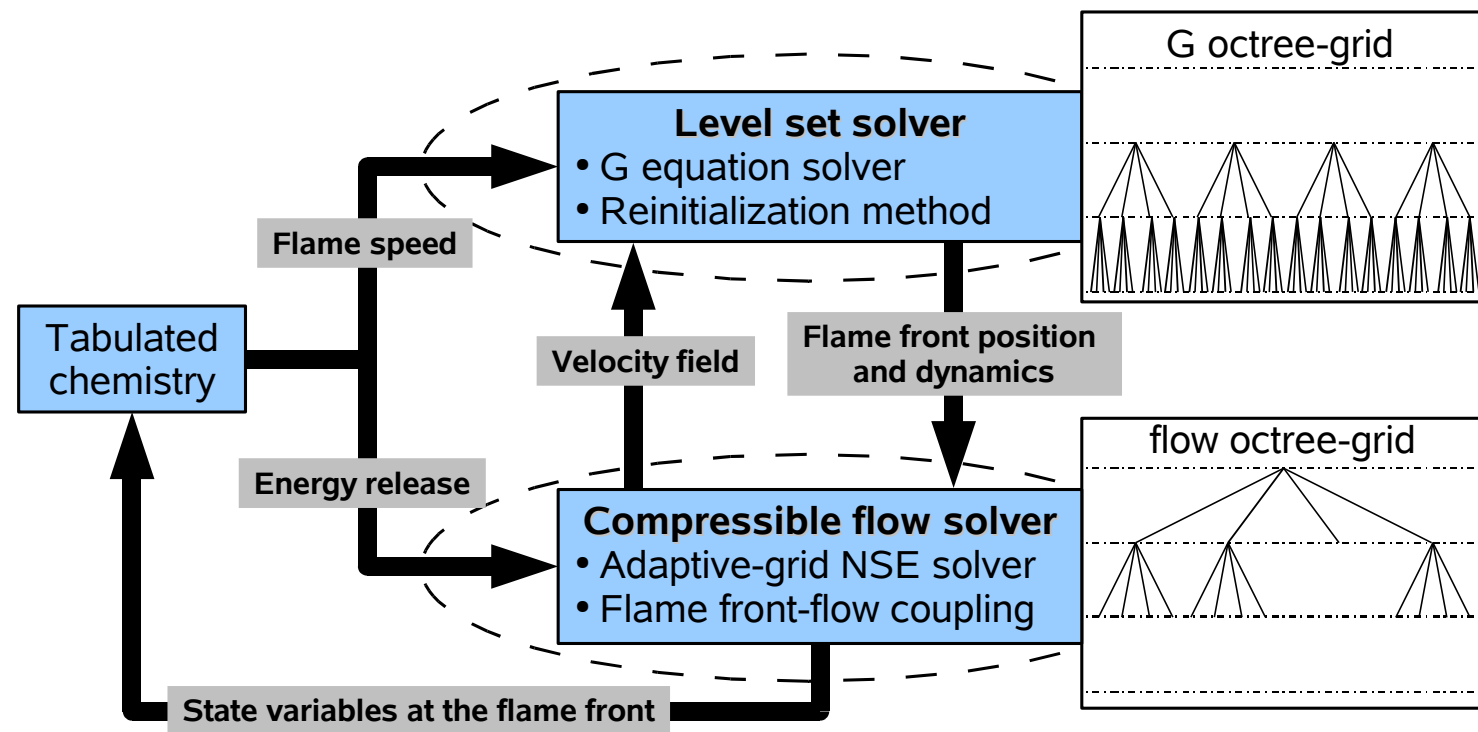 G octree-grid
Level set solver
• G equation solver
• Reinitialization method
Flame speed
Tabulated
chemistry
Velocity field
Flame front position
and dynamics
Energy release
flow octree-grid
Compressible flow solver
• Adaptive-grid NSE solver
• Flame front-flow coupling
State variables at the flame front